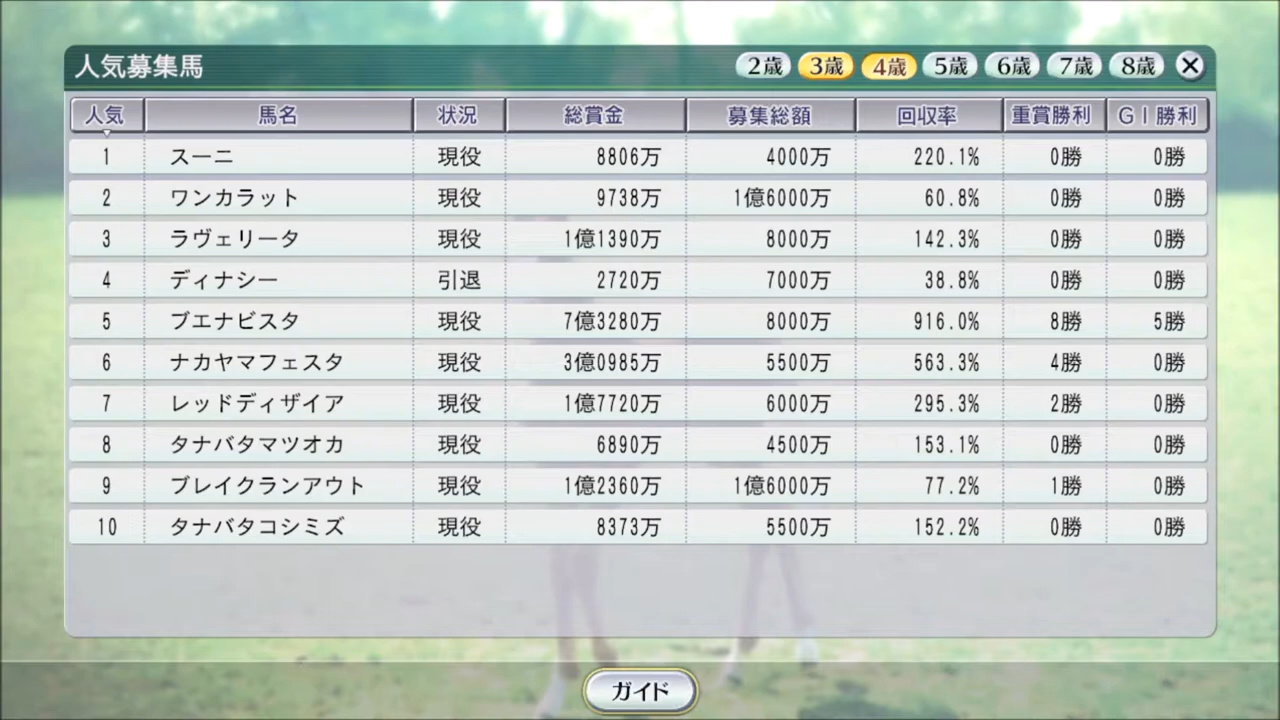 人気募集馬 2歳 3歳 4歳 5歳 6歳 7歳 8歳
人気 馬名 状況 総賞金 募集総額 回収率 重賞勝利 GI勝利
1 スーニ 現役 8806万 4000万 220.1% 0勝 0勝
2 ワンカラット 現役 9738万 1億6000万 60.8% 0勝 0勝
3 ラヴェリータ 現役 1億1390万 8000万 142.3% 0勝 0勝
4 ディナシー 引退 2720万 7000万 38.8% 0勝 0勝
5 ブエナビスタ 現役 7億3280万 8000万 916.0% 8勝 5勝
6 ナカヤマフェスタ 現役 3億0985万 5500万 563.3% 4勝 0勝
7 レッドディザイア 現役 1億7720万 6000万 295.3% 2勝 0勝
8 タナバタマツオカ 現役 6890万 4500万 153.1% 0勝 0勝
9 ブレイクランアウト 現役 1億2360万 1億6000万 77.2% 1勝 0勝
10 タナバタコシミズ 現役 8373万 5500万 152.2% 0勝 0勝
ガイド